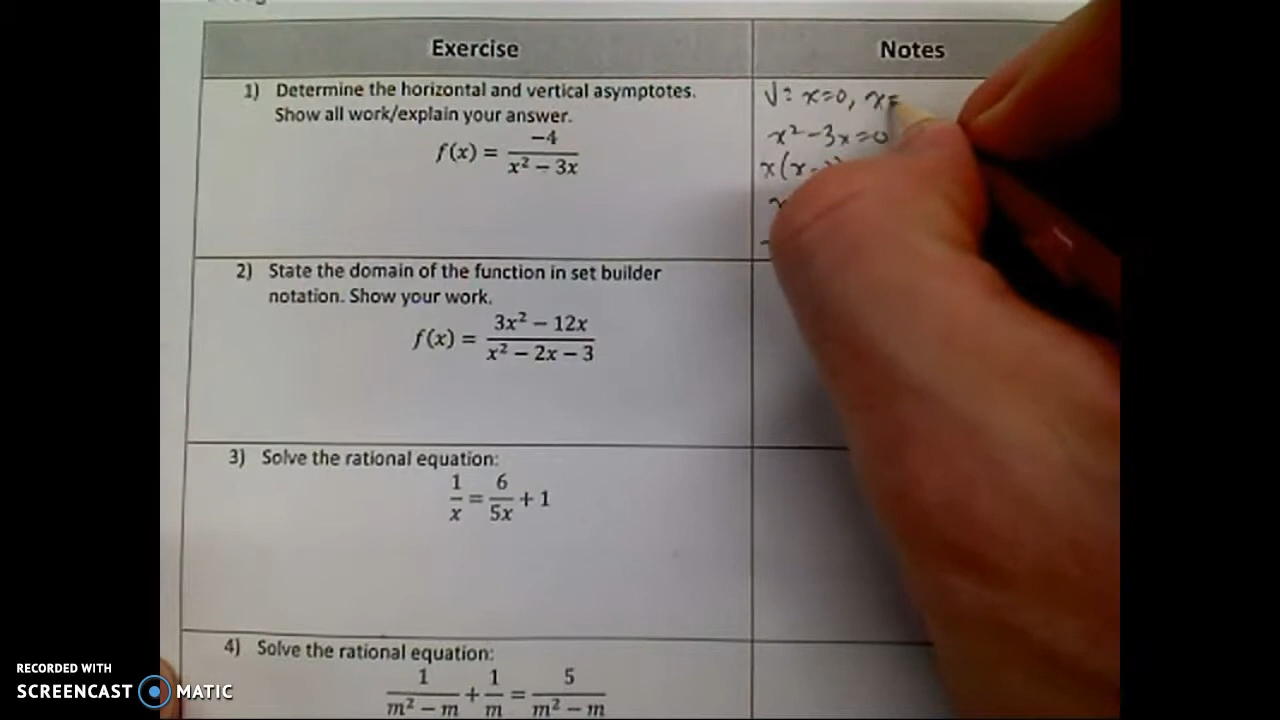 Exercise
Notes
1) Determine the horizontal and vertical asymptotes.
Show all work/explain your answer.
f(x) = −4 / x² − 3x
V: x=0, x=
x²−3x=0
x(x-
2) State the domain of the function in set builder
notation. Show your work.
f(x) = 3x² − 12x / x² − 2x − 3
3) Solve the rational equation:
1/x = 6/5x + 1
4) Solve the rational equation:
1/m² − m + 1/m = 5/m² − m
RECORDED WITH
SCREENCAST MATIC